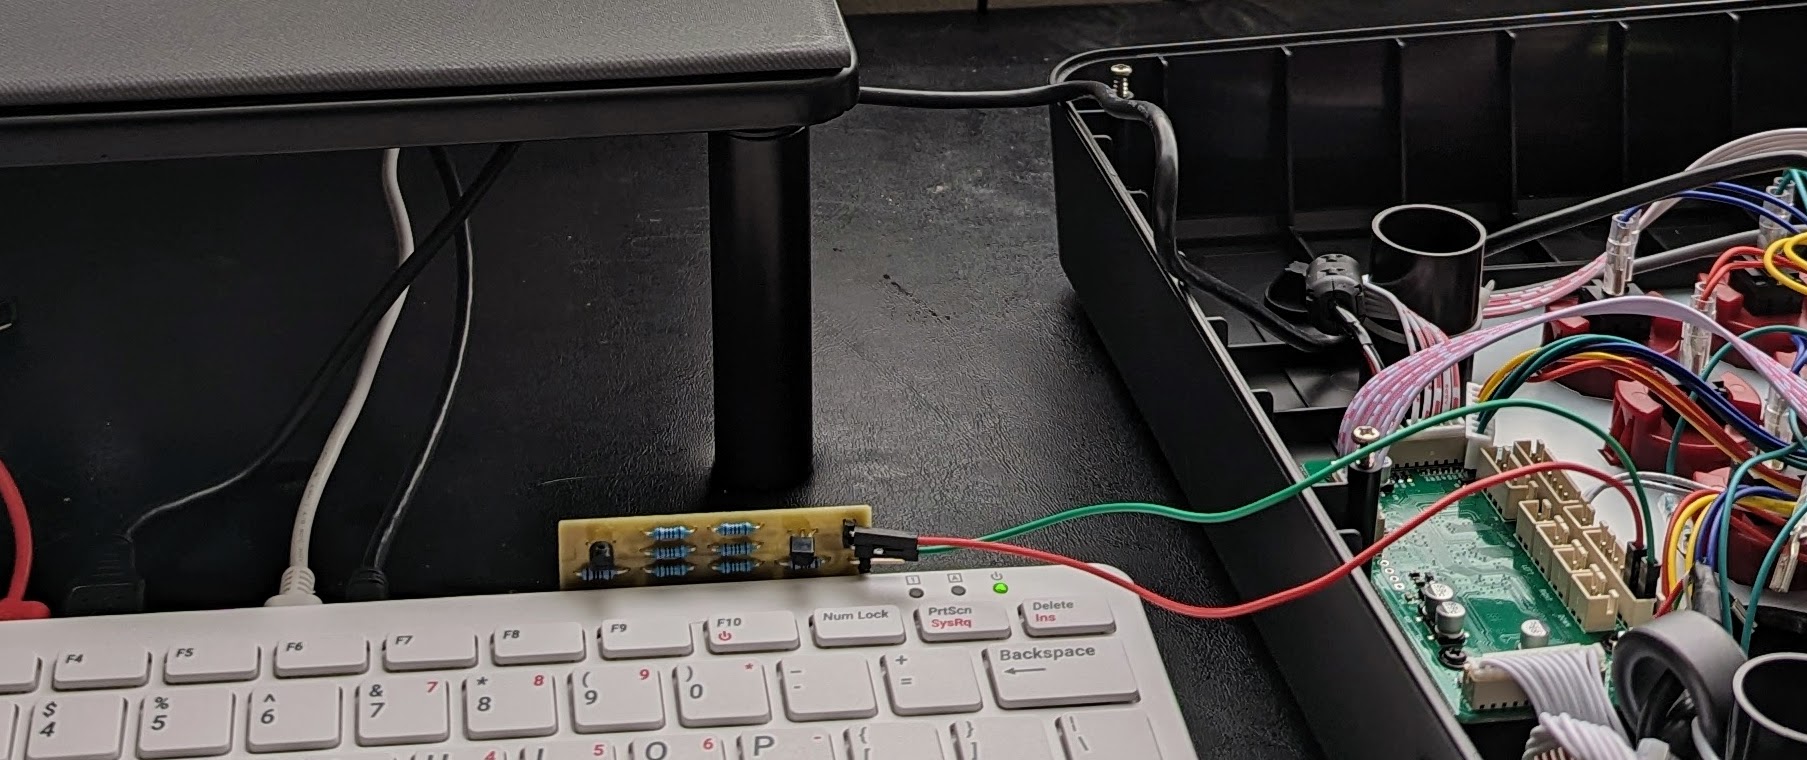 1 A
Num Lock PrtScn Delete
SysRq Ins
F4 F5 F6 F7 F8 F9 F10
$ % ^ & 7 * 8 ( 9 ) * - + Backspace
4 5 6 7 8 9 0 - =
4 5 O 6 P - { } |
[ ] \